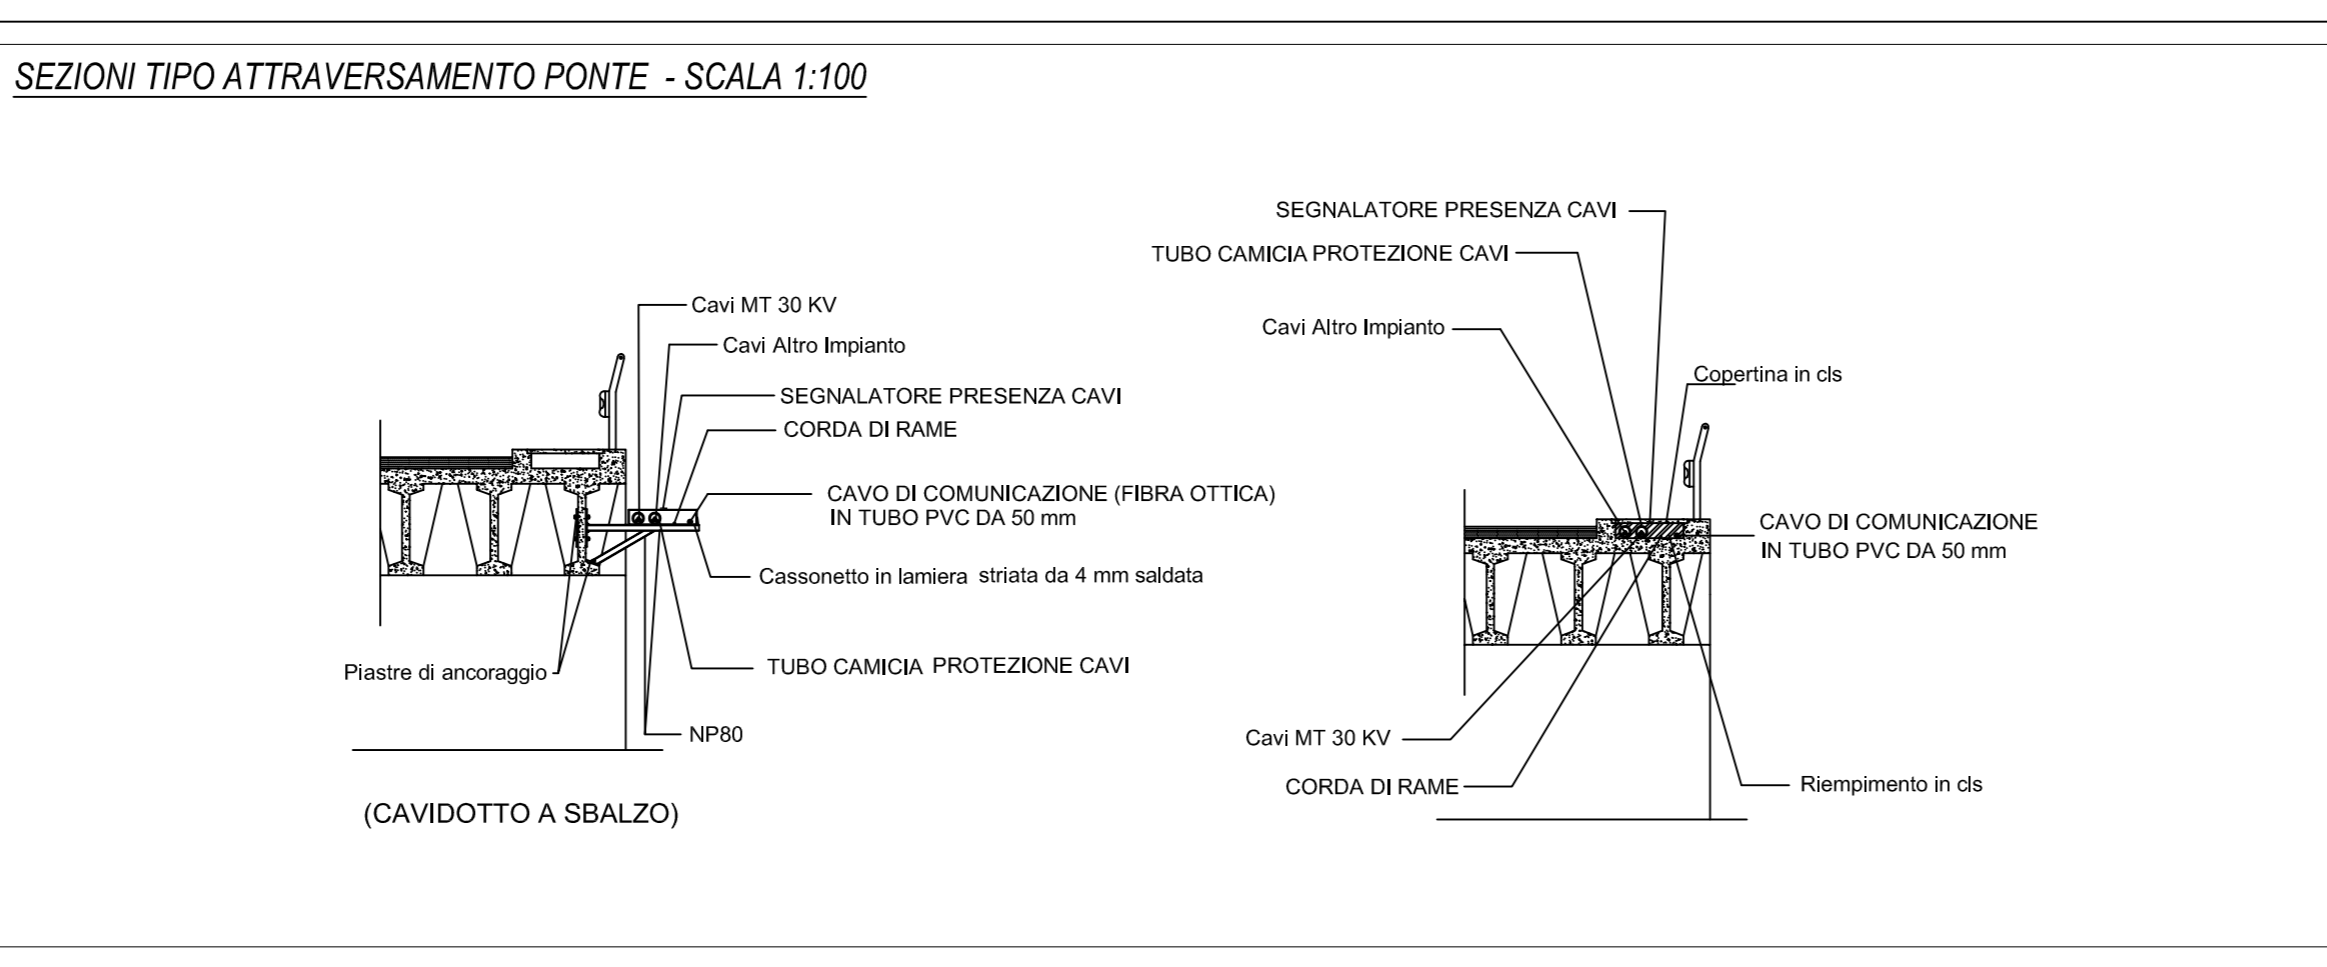 SEZIONI TIPO ATTRAVERSAMENTO PONTE - SCALA 1:100
Cavi MT 30 KV
Cavi Altro Impianto
SEGNALATORE PRESENZA CAVI
CORDA DI RAME
CAVO DI COMUNICAZIONE (FIBRA OTTICA)
IN TUBO PVC DA 50 mm
Cassonetto in lamiera striata da 4 mm saldata
Piastre di ancoraggio
TUBO CAMICIA PROTEZIONE CAVI
NP80
(CAVIDOTTO A SBALZO)
SEGNALATORE PRESENZA CAVI
TUBO CAMICIA PROTEZIONE CAVI
Cavi Altro Impianto
Copertina in cls
CAVO DI COMUNICAZIONE
IN TUBO PVC DA 50 mm
Cavi MT 30 KV
CORDA DI RAME
Riempimento in cls